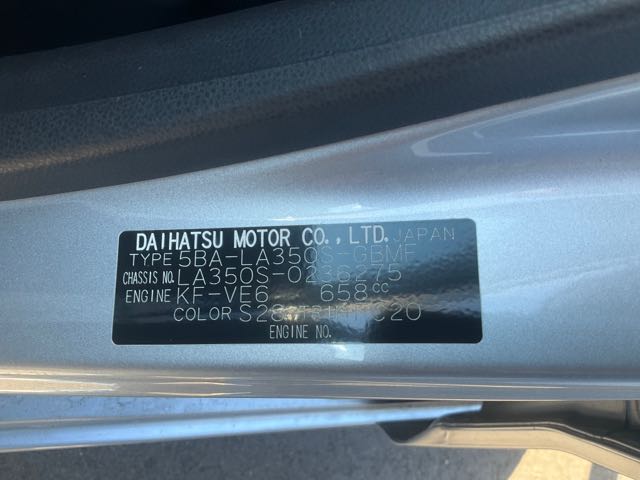 DAIHATSU MOTOR CO.,LTD. JAPAN
TYPE 5BA-LA350S-GBMF
CHASSIS NO. LA350S-0238275
ENGINE KF-VE6 658cc
COLOR
ENGINE NO.